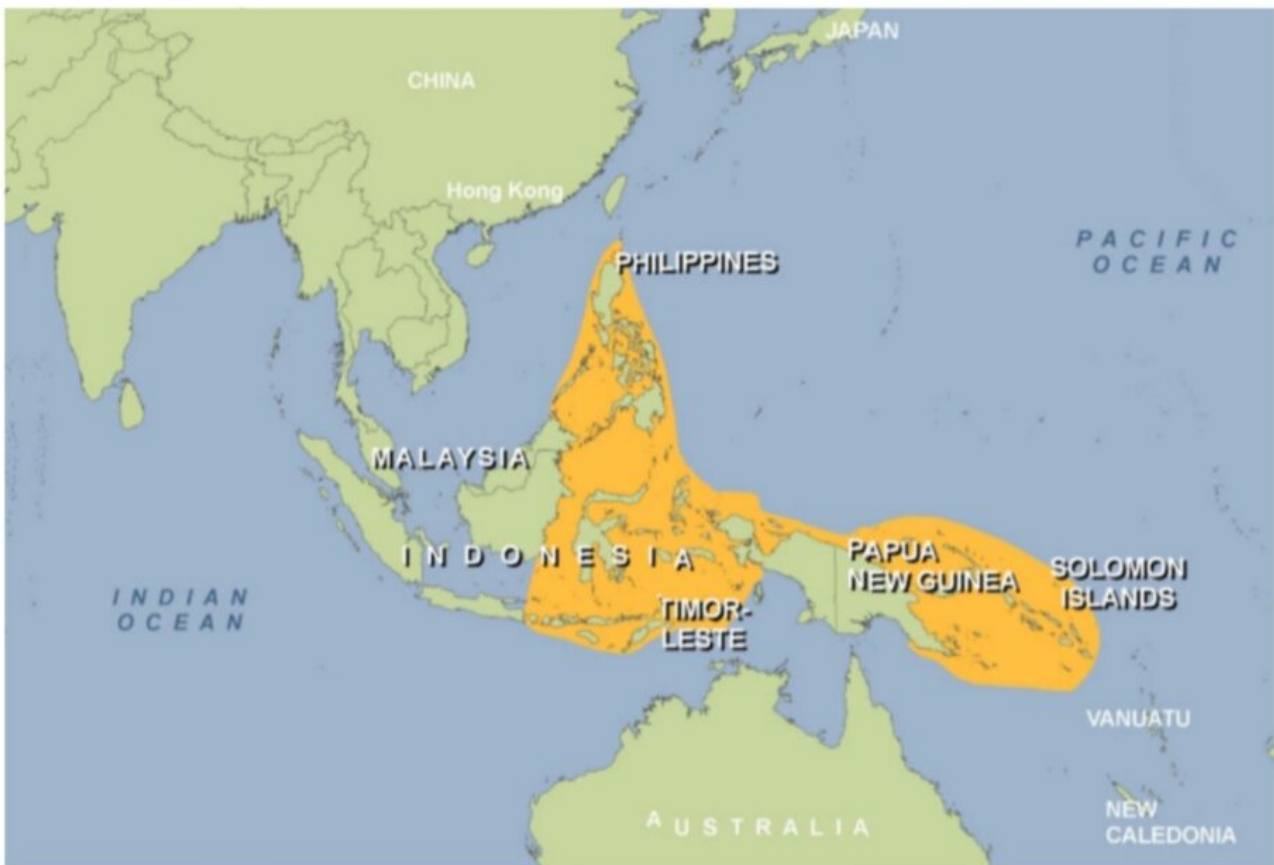 JAPAN
CHINA
Hong Kong
PACIFIC
OCEAN
PHILIPPINES
MALAYSIA
INDONESIA
PAPUA
NEW GUINEA
SOLOMON
ISLANDS
INDIAN
OCEAN
TIMOR-
LESTE
VANUATU
NEW
CALEDONIA
AUSTRALIA